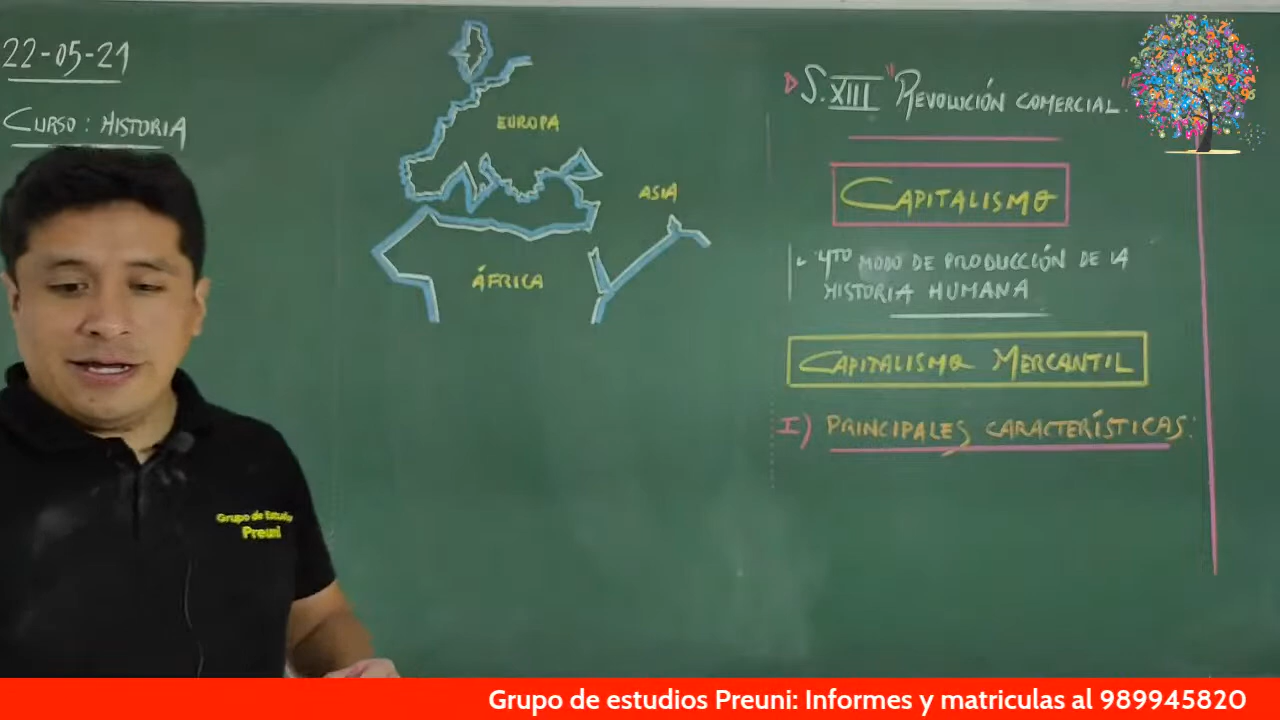 22-05-21
CURSO: HISTORIA
EUROPA
ASIA
ÁFRICA
S. XIII "REVOLUCIÓN COMERCIAL"
CAPITALISMO
4TO MODO DE PRODUCCIÓN DE LA
HISTORIA HUMANA
CAPITALISMO MERCANTIL
I) PRINCIPALES CARACTERÍSTICAS:
Grupo de Estudios
Preuni
Grupo de estudios Preuni: Informes y matriculas al 989945820